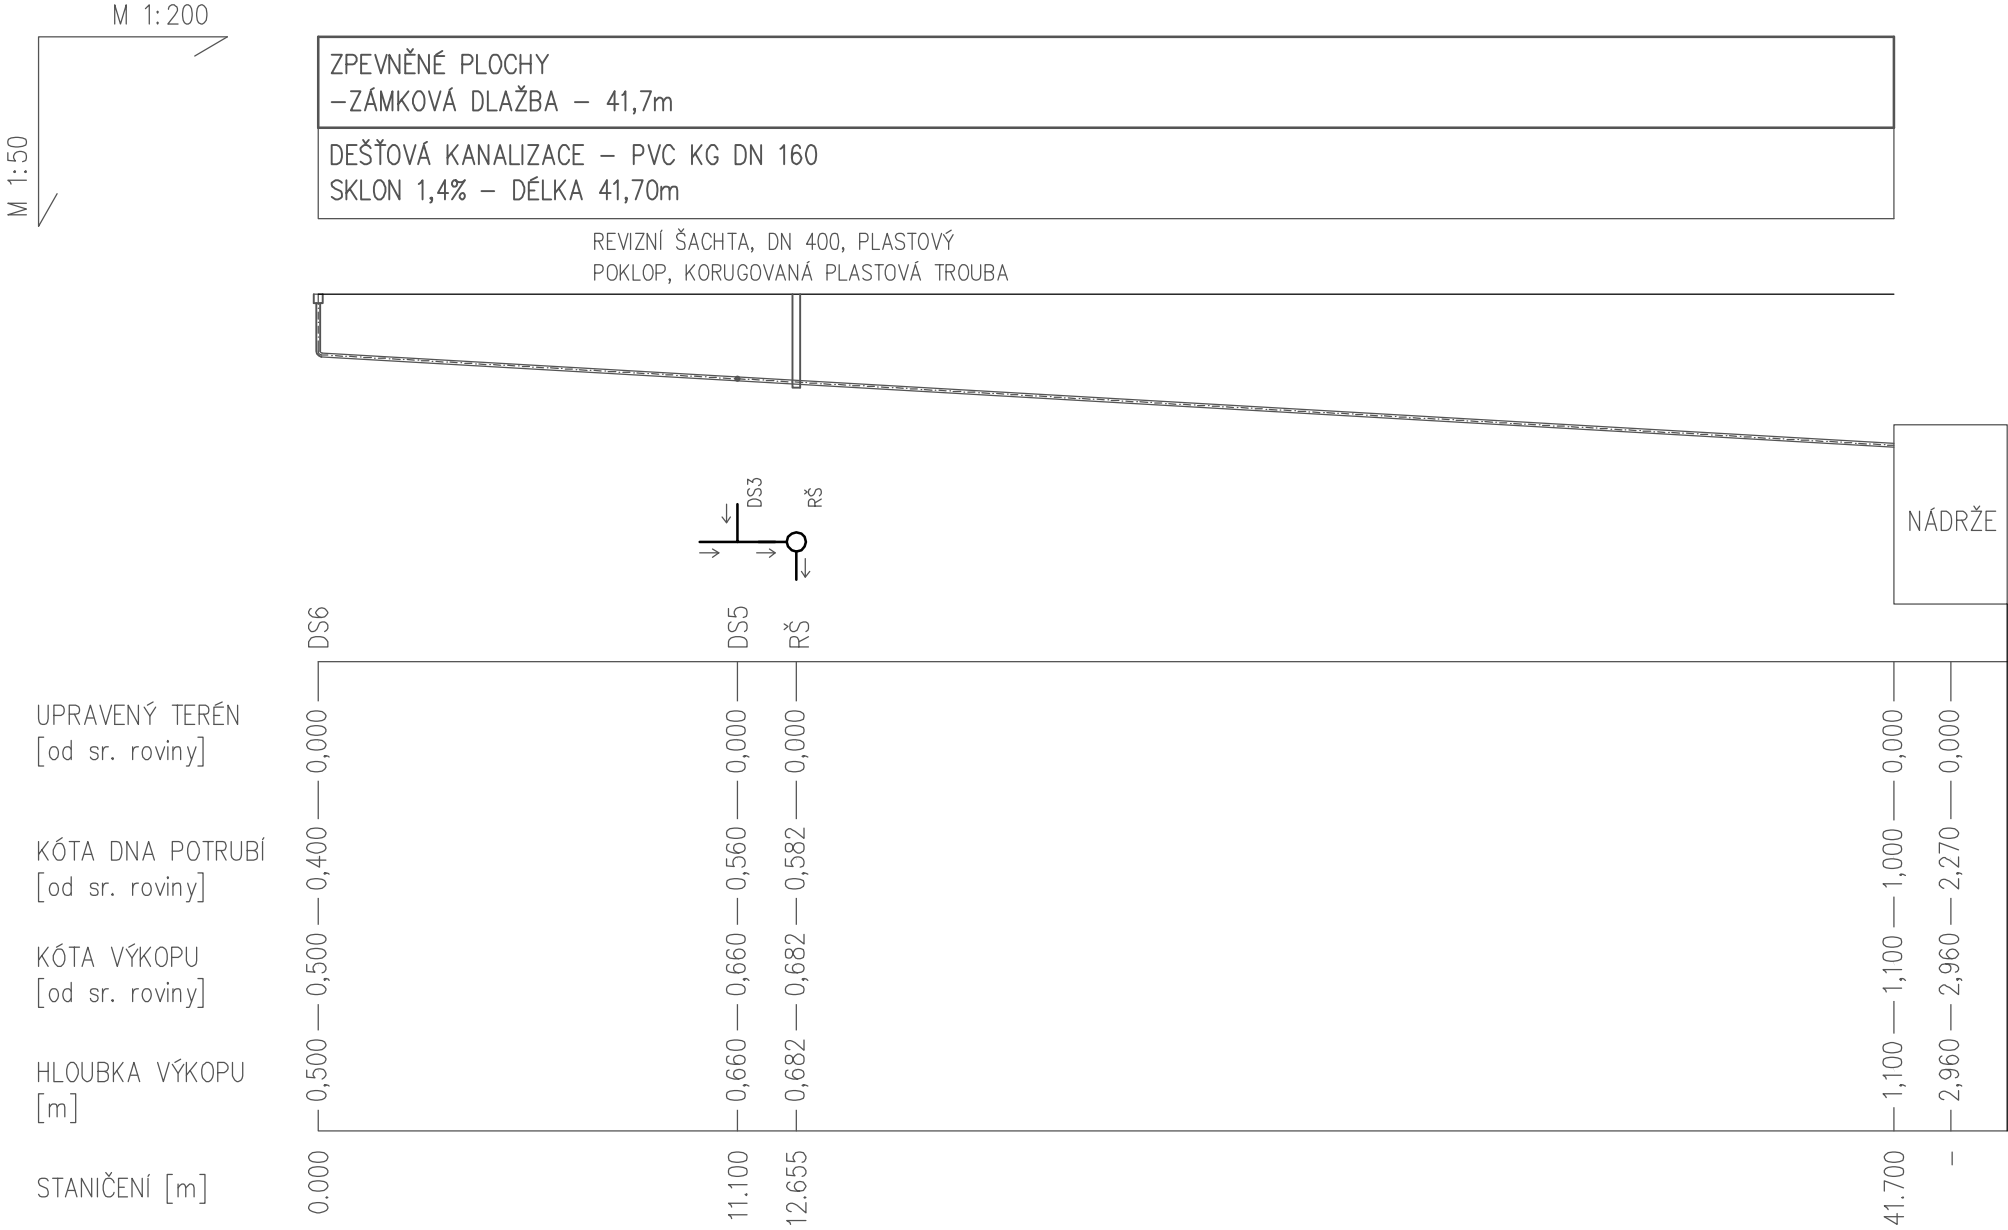 M 1:200
M 1:50
ZPEVNĚNÉ PLOCHY
-ZÁMKOVÁ DLAŽBA - 41,7m
DEŠŤOVÁ KANALIZACE - PVC KG DN 160
SKLON 1,4% - DÉLKA 41,70m
REVIZNÍ ŠACHTA, DN 400, PLASTOVÝ
POKLOP, KORUGOVANÁ PLASTOVÁ TROUBA
DS3
RŠ
NÁDRŽE
DS6
DS5
RŠ
UPRAVENÝ TERÉN
[od sr. roviny]
0,000
0,000
0,000
0,000
0,000
KÓTA DNA POTRUBÍ
[od sr. roviny]
0,400
0,560
0,582
1,000
2,270
KÓTA VÝKOPU
[od sr. roviny]
0,500
0,660
0,682
1,100
2,960
HLOUBKA VÝKOPU
[m]
0,500
0,660
0,682
1,100
2,960
STANIČENÍ [m]
0.000
11.100
12.655
41.700
-